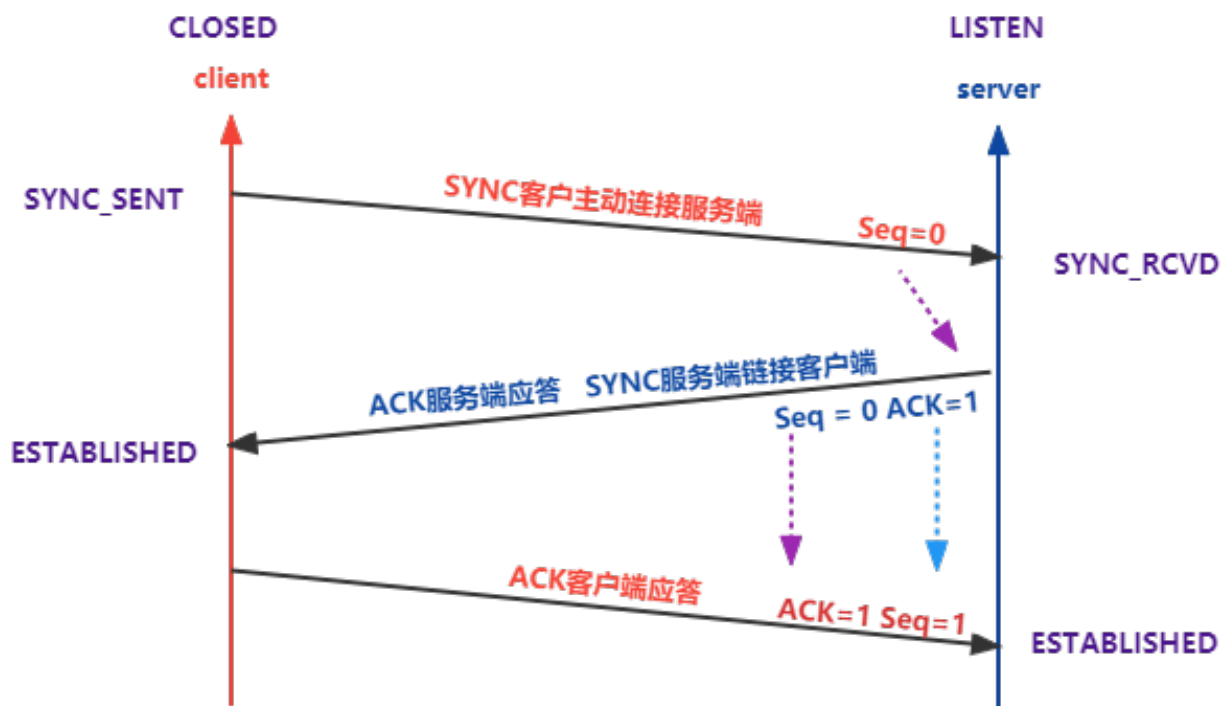 CLOSED
LISTEN
client
server
SYNC_SENT
SYNC客户主动连接服务端
Seq=0
SYNC_RCVD
ACK服务端应答 SYNC服务端链接客户端
Seq = 0 ACK=1
ESTABLISHED
ACK客户端应答
ACK=1 Seq=1
ESTABLISHED